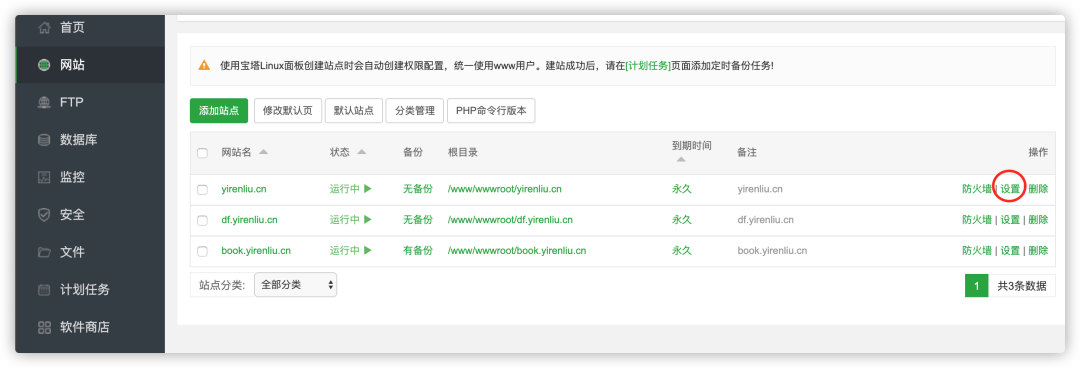 首页
网站
FTP
数据库
监控
安全
文件
计划任务
软件商店
使用宝塔Linux面板创建站点时会自动创建权限配置，统一使用www用户。建站成功后，请在[计划任务]页面添加定时备份任务!
添加站点 修改默认页 默认站点 分类管理 PHP命令行版本
网站名 状态 备份 根目录 到期时间 备注 操作
yirenliu.cn 运行中 无备份 /www/wwwroot/yirenliu.cn 永久 yirenliu.cn 防火墙 | 设置 | 删除
df.yirenliu.cn 运行中 无备份 /www/wwwroot/df.yirenliu.cn 永久 df.yirenliu.cn 防火墙 | 设置 | 删除
book.yirenliu.cn 运行中 有备份 /www/wwwroot/book.yirenliu.cn 永久 book.yirenliu.cn 防火墙 | 设置 | 删除
站点分类: 全部分类 1 共3条数据